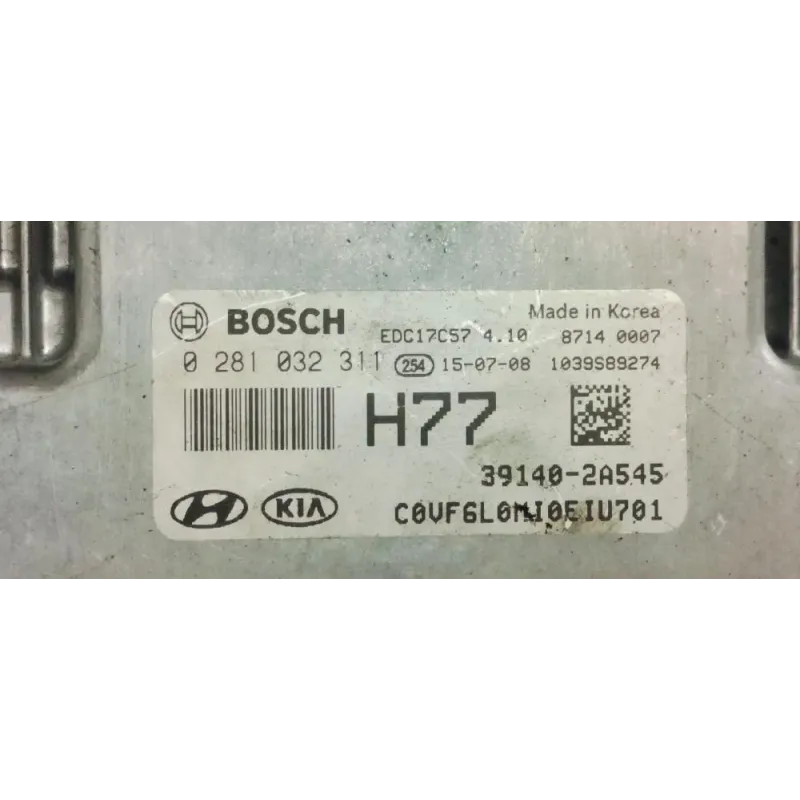 BOSCH
Made in Korea
EDC17C57 4.10 8714 0007
0 281 032 311 254 15-07-08 1039S89274
H77
39140-2A545
HYUNDAI KIA
C0VF6L0MI0EIU701